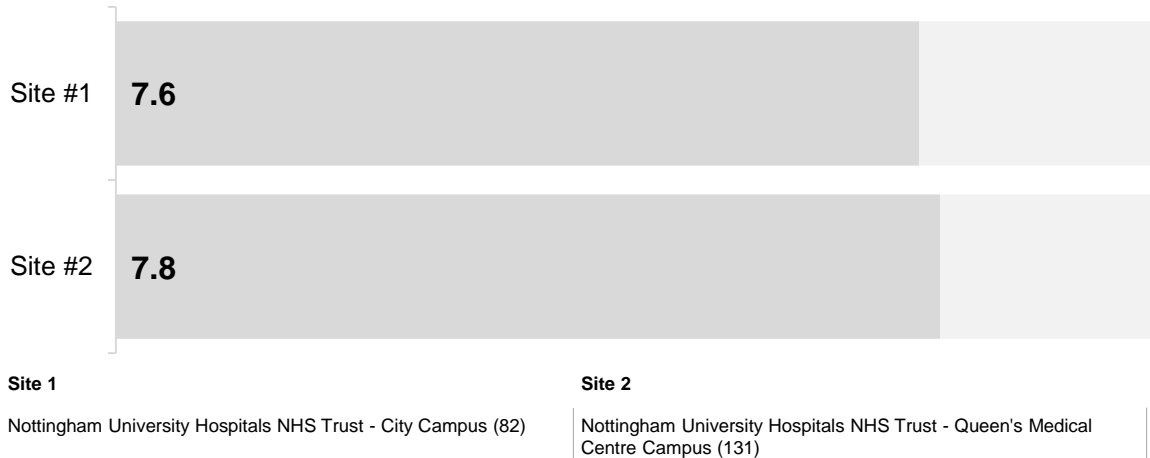 Site #1
7.6
Site #2
7.8
Site 1
Nottingham University Hospitals NHS Trust - City Campus (82)
Site 2
Nottingham University Hospitals NHS Trust - Queen's Medical
Centre Campus (131)